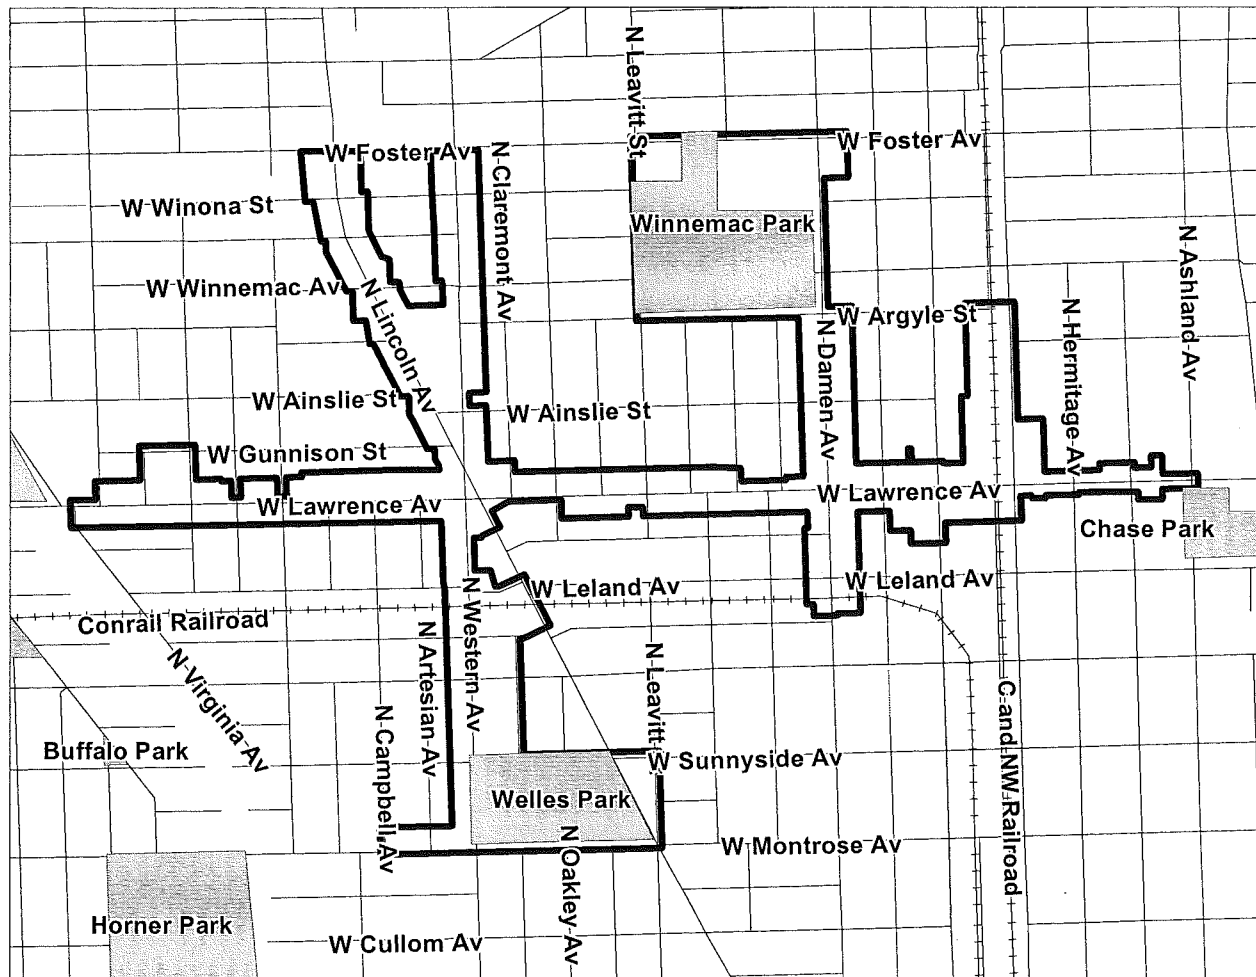 N Leavitt St
W Foster Av
W Foster Av
N Claremont Av
W Winona St
Winnemac Park
N Ashland Av
W Winnemac Av
N Lincoln Av
W Argyle St
N Hermitage Av
N Damen Av
W Ainslie St
W Ainslie St
W Gunnison St
W Lawrence Av
W Lawrence Av
Chase Park
W Leland Av
W Leland Av
Conrail Railroad
N Western Av
N Artesian Av
N Virginia Av
N Leavitt
N Campbell Av
C and NW Railroad
Buffalo Park
W Sunnyside Av
Welles Park
W Montrose Av
N Oakley Av
Horner Park
W Cullom Av